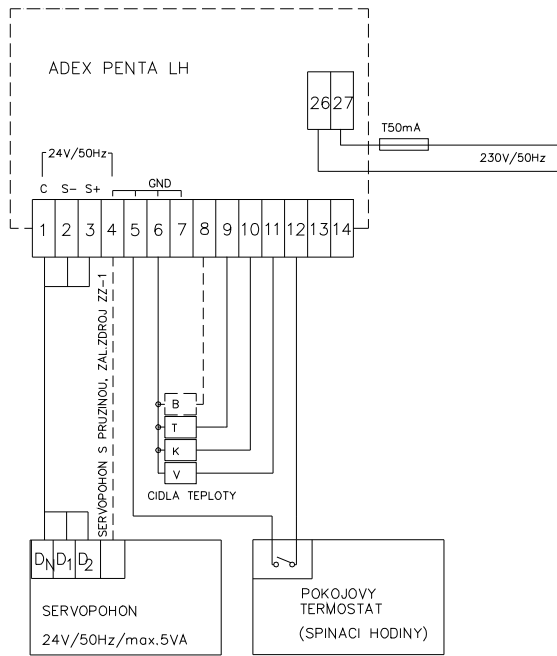 ADEX PENTA LH
26 27
T50mA
230V/50Hz
24V/50Hz
GND
C S- S+
1 2 3 4 5 6 7 8 9 10 11 12 13 14
SERVOPOHON S PRUZINOU, ZAL.ZDROJ ZZ-1
B
T
K
V
CIDLA TEPLOTY
DN D1 D2
SERVOPOHON
24V/50Hz/max.5VA
POKOJOVY
TERMOSTAT
(SPINACI HODINY)